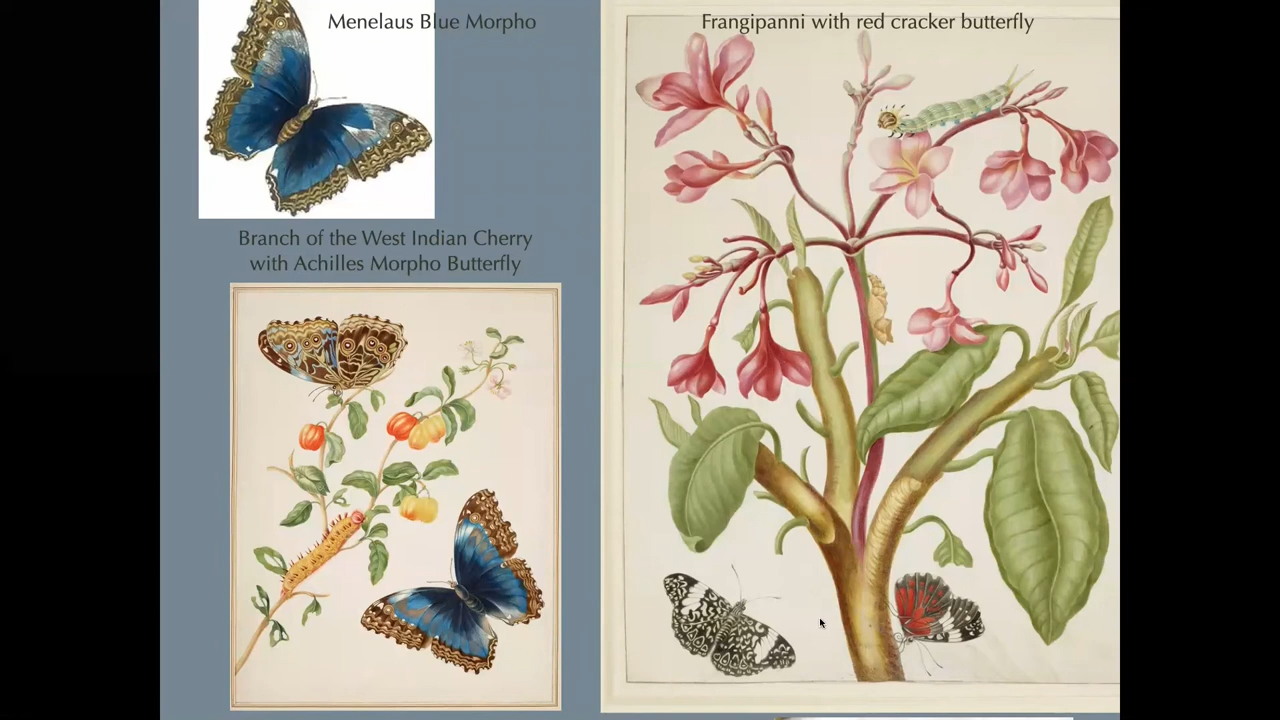 Menelaus Blue Morpho
Frangipanni with red cracker butterfly
Branch of the West Indian Cherry
with Achilles Morpho Butterfly